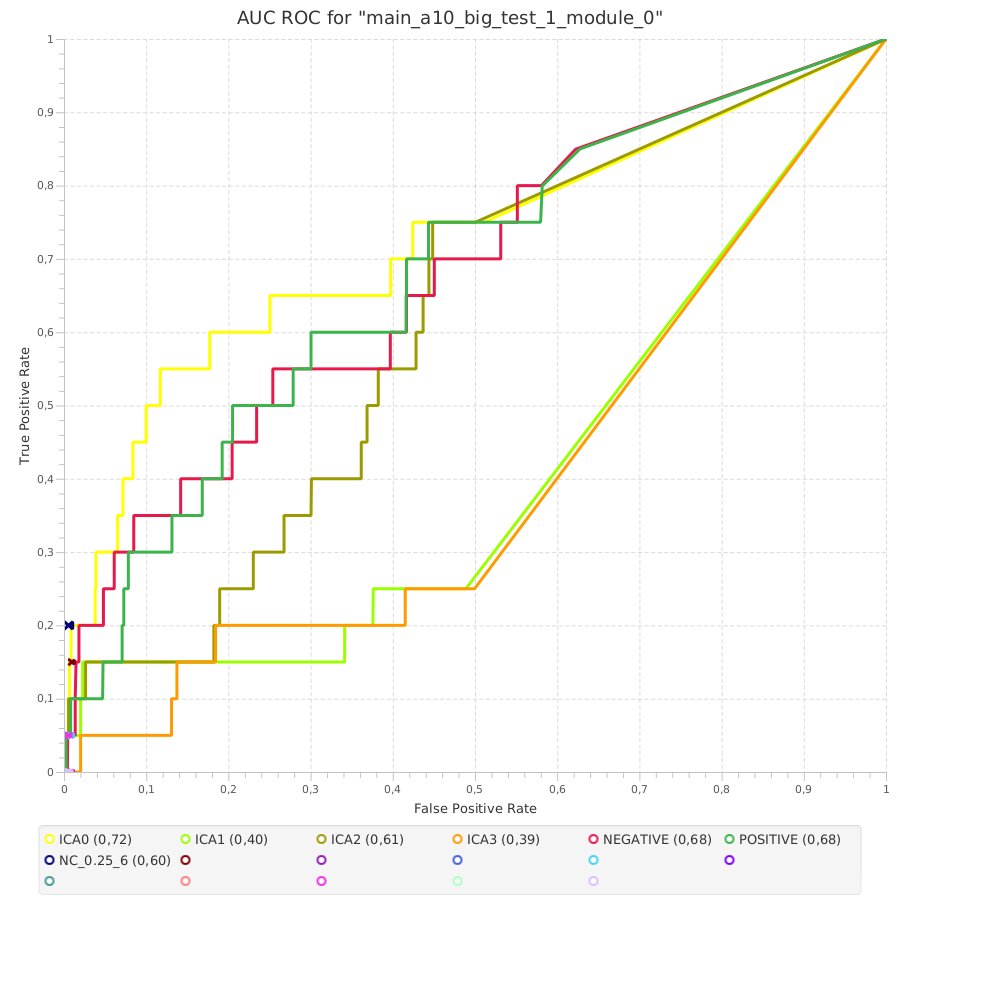 AUC ROC for "main_a10_big_test_1_module_0"
1
0,9
0,8
0,7
0,6
0,5
0,4
0,3
0,2
0,1
0
True Positive Rate
0 0,1 0,2 0,3 0,4 0,5 0,6 0,7 0,8 0,9 1
False Positive Rate
ICA0 (0,72) ICA1 (0,40) ICA2 (0,61) ICA3 (0,39) NEGATIVE (0,68) POSITIVE (0,68)
NC_0.25_6 (0,60)